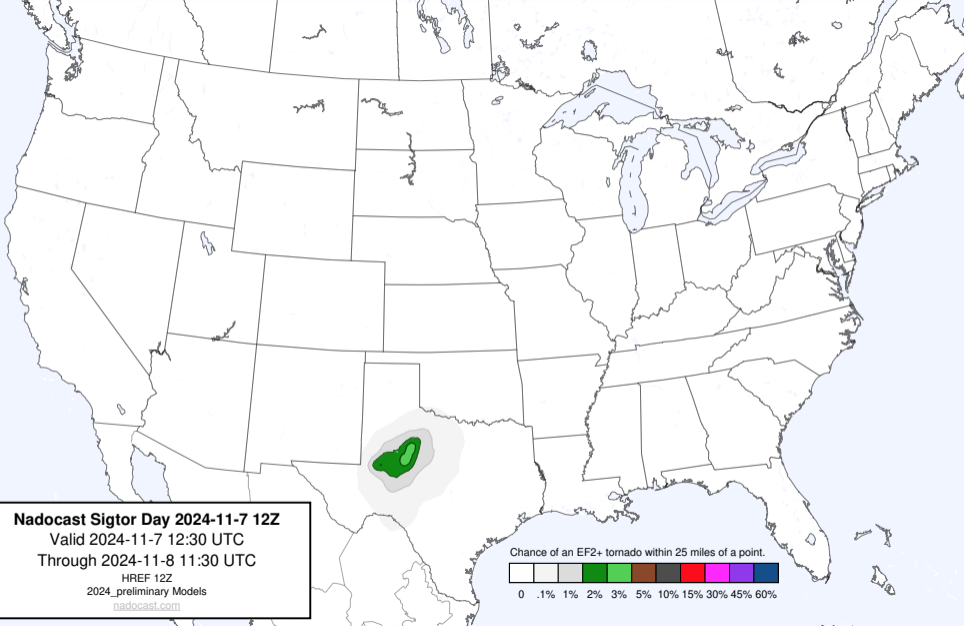 Nadocast Sigtor Day 2024-11-7 12Z
Valid 2024-11-7 12:30 UTC
Through 2024-11-8 11:30 UTC
HREF 12Z
2024_preliminary Models
nadocast.com
Chance of an EF2+ tornado within 25 miles of a point.
0 .1% 1% 2% 3% 5% 10% 15% 30% 45% 60%